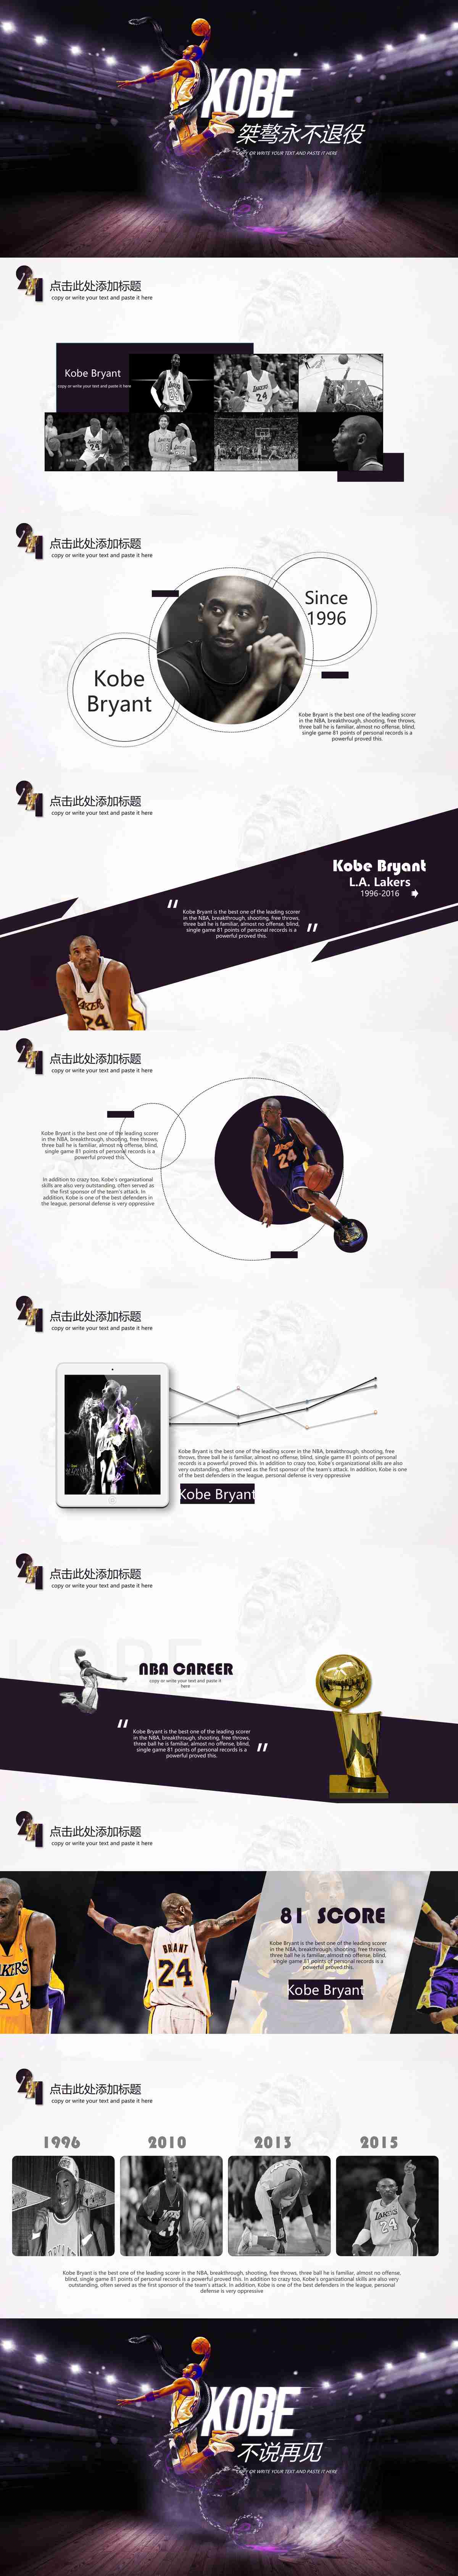 KOBE
桀骜永不退役
COPY OR WRITE YOUR TEXT AND PASTE IT HERE
24
点击此处添加标题
copy or write your text and paste it here
Kobe Bryant
copy or write your text and paste it here
24
点击此处添加标题
copy or write your text and paste it here
Since
1996
Kobe
Bryant
Kobe Bryant is the best one of the leading scorer
in the NBA, breakthrough, shooting, free throws,
three ball he is familiar, almost no offense, blind,
single game 81 points of personal records is a
powerful proved this.
24
点击此处添加标题
copy or write your text and paste it here
Kobe Bryant
L.A. Lakers
1996-2016
"
Kobe Bryant is the best one of the leading scorer
in the NBA, breakthrough, shooting, free throws,
three ball he is familiar, almost no offense, blind,
single game 81 points of personal records is a
powerful proved this.
"
24
点击此处添加标题
copy or write your text and paste it here
Kobe Bryant is the best one of the leading scorer
in the NBA, breakthrough, shooting, free throws,
three ball he is familiar, almost no offense, blind,
single game 81 points of personal records is a
powerful proved this.
In addition to crazy too, Kobe's organizational
skills are also very outstanding, often served as
the first sponsor of the team's attack. In
addition, Kobe is one of the best defenders in
the league, personal defense is very oppressive
24
点击此处添加标题
copy or write your text and paste it here
Kobe Bryant is the best one of the leading scorer in the NBA, breakthrough, shooting, free
throws, three ball he is familiar, almost no offense, blind, single game 81 points of personal
records is a powerful proved this. In addition to crazy too, Kobe's organizational skills are also
very outstanding, often served as the first sponsor of the team's attack. In addition, Kobe is one
of the best defenders in the league, personal defense is very oppressive
Kobe Bryant
24
点击此处添加标题
copy or write your text and paste it here
KOBE
NBA CAREER
copy or write your text and paste it
here
"
Kobe Bryant is the best one of the leading scorer
in the NBA, breakthrough, shooting, free throws,
three ball he is familiar, almost no offense, blind,
single game 81 points of personal records is a
powerful proved this.
"
24
点击此处添加标题
copy or write your text and paste it here
81 SCORE
BRYANT
24
Kobe Bryant is the best one of the leading scorer
in the NBA, breakthrough, shooting, free throws,
three ball he is familiar, almost no offense, blind,
single game 81 points of personal records is a
powerful proved this.
Kobe Bryant
24
点击此处添加标题
copy or write your text and paste it here
1996 2010 2013 2015
Kobe Bryant is the best one of the leading scorer in the NBA, breakthrough, shooting, free throws, three ball he is familiar, almost no offense,
blind, single game 81 points of personal records is a powerful proved this. In addition to crazy too, Kobe's organizational skills are also very
outstanding, often served as the first sponsor of the team's attack. In addition, Kobe is one of the best defenders in the league, personal
defense is very oppressive
KOBE
不说再见
COPY OR WRITE YOUR TEXT AND PASTE IT HERE